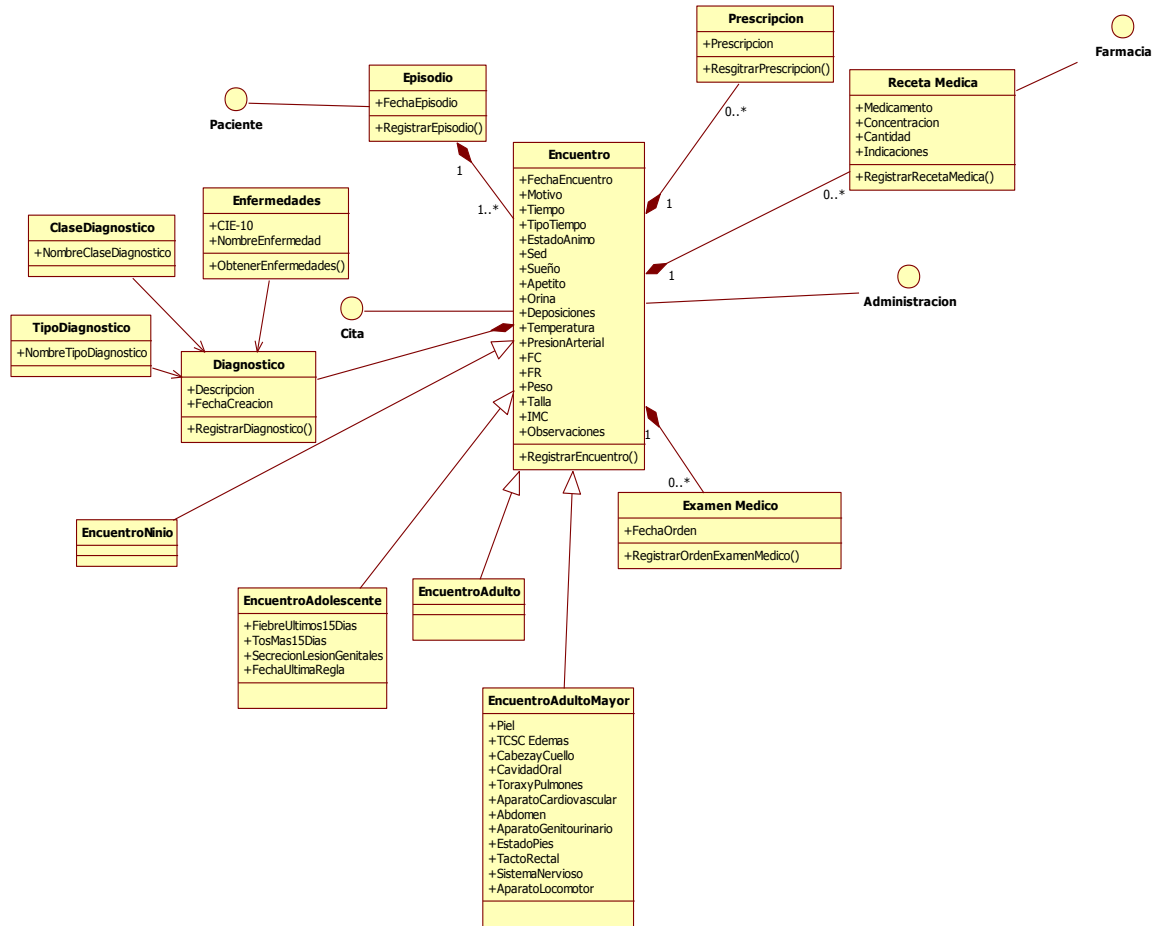 Prescripcion
+Prescripcion
+ResgitrarPrescripcion()
Farmacia
Episodio
+FechaEpisodio
+RegistrarEpisodio()
Receta Medica
+Medicamento
+Concentracion
+Cantidad
+Indicaciones
+RegistrarRecetaMedica()
Paciente
0..*
1
1..*
Encuentro
+FechaEncuentro
+Motivo
+Tiempo
+TipoTiempo
+EstadoAnimo
+Sed
+Sueño
+Apetito
+Orina
+Deposiciones
+Temperatura
+PresionArterial
+FC
+FR
+Peso
+Talla
+IMC
+Observaciones
+RegistrarEncuentro()
1
0..*
1
Enfermedades
+CIE-10
+NombreEnfermedad
+ObtenerEnfermedades()
ClaseDiagnostico
+NombreClaseDiagnostico
Administracion
Cita
TipoDiagnostico
+NombreTipoDiagnostico
Diagnostico
+Descripcion
+FechaCreacion
+RegistrarDiagnostico()
1
0..*
Examen Medico
+FechaOrden
+RegistrarOrdenExamenMedico()
EncuentroNinio
EncuentroAdolescente
+FiebreUltimos15Dias
+TosMas15Dias
+SecrecionLesionGenitales
+FechaUltimaRegla
EncuentroAdulto
EncuentroAdultoMayor
+Piel
+TCSC Edemas
+CabezayCuello
+CavidadOral
+ToraxyPulmones
+AparatoCardiovascular
+Abdomen
+AparatoGenitourinario
+EstadoPies
+TactoRectal
+SistemaNervioso
+AparatoLocomotor